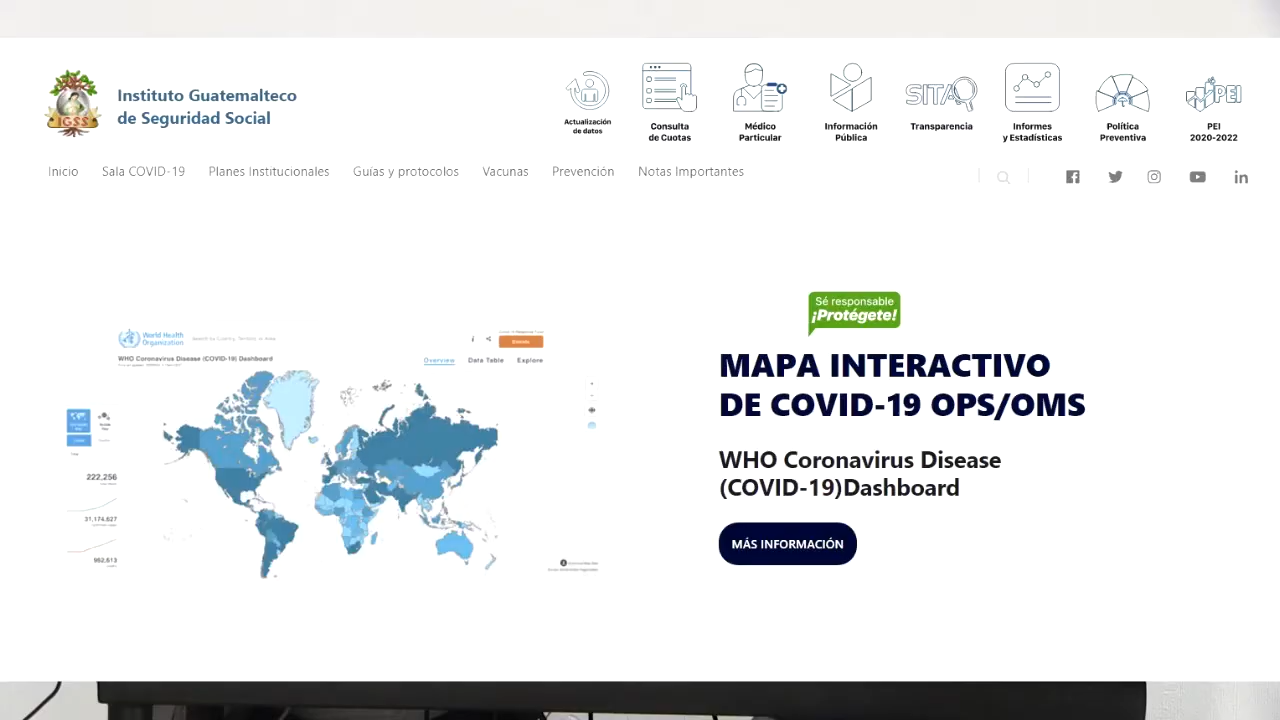 IGSS
Instituto Guatemalteco
de Seguridad Social
Actualización
de datos
Consulta
de Cuotas
Médico
Particular
Información
Pública
SITA
Transparencia
Informes
y Estadísticas
Política
Preventiva
PEI
PEI
2020-2022
Inicio
Sala COVID-19
Planes Institucionales
Guías y protocolos
Vacunas
Prevención
Notas Importantes
World Health
Organization
WHO Coronavirus Disease (COVID-19) Dashboard
Overview
Data Table
Explore
222,256
31,174,627
962,613
Sé responsable
¡Protégete!
MAPA INTERACTIVO
DE COVID-19 OPS/OMS
WHO Coronavirus Disease
(COVID-19)Dashboard
MÁS INFORMACIÓN